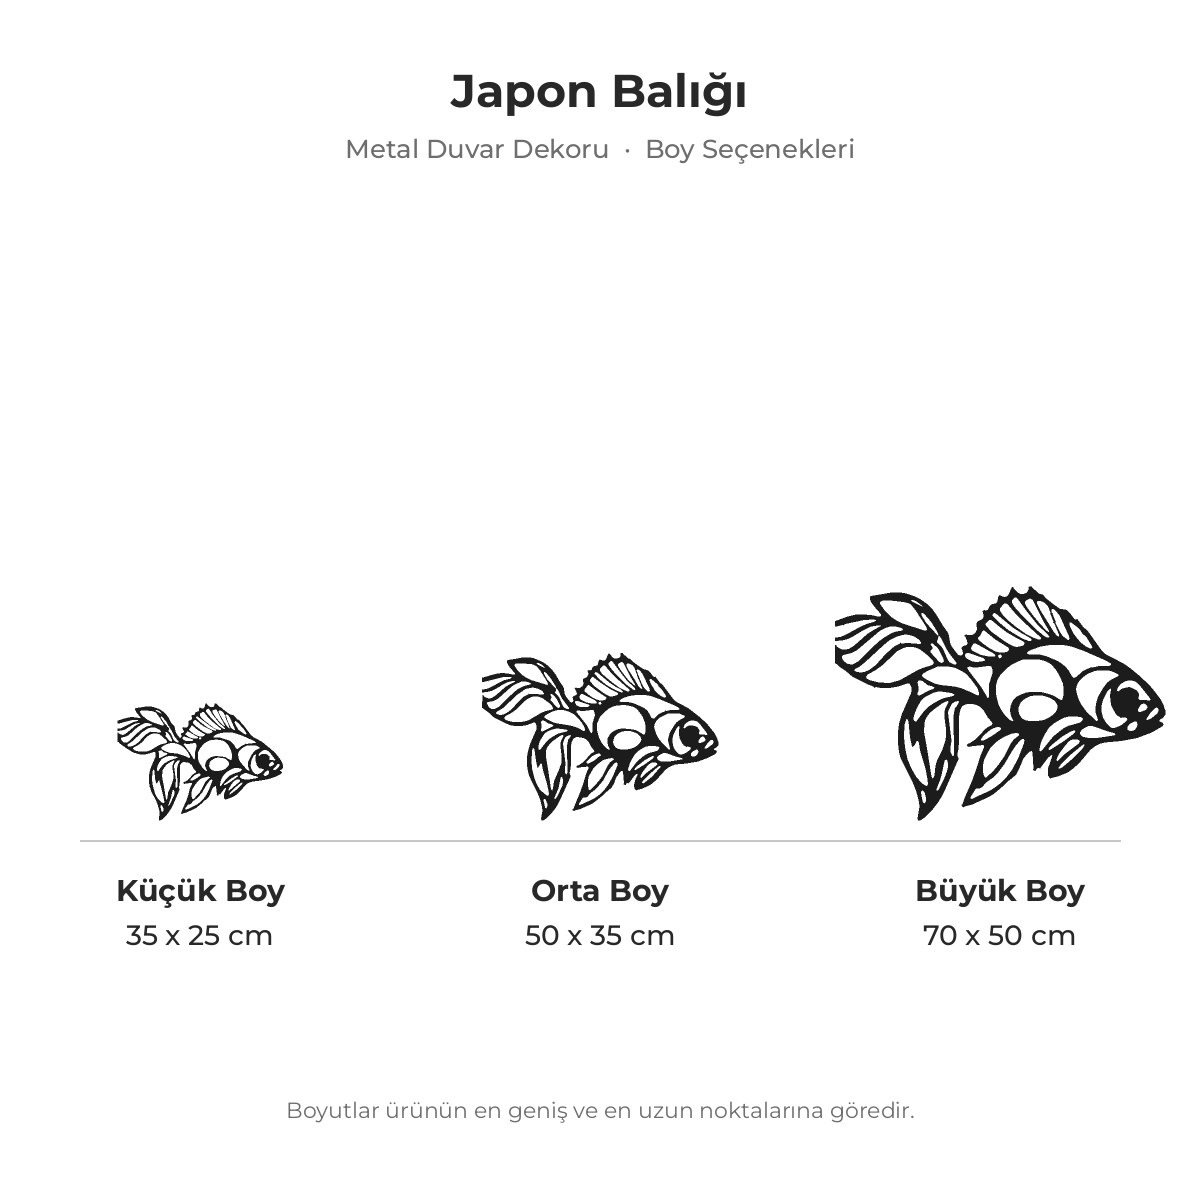 Japon Balığı
Metal Duvar Dekoru · Boy Seçenekleri
Küçük Boy
35 x 25 cm
Orta Boy
50 x 35 cm
Büyük Boy
70 x 50 cm
Boyutlar ürünün en geniş ve en uzun noktalarına göredir.